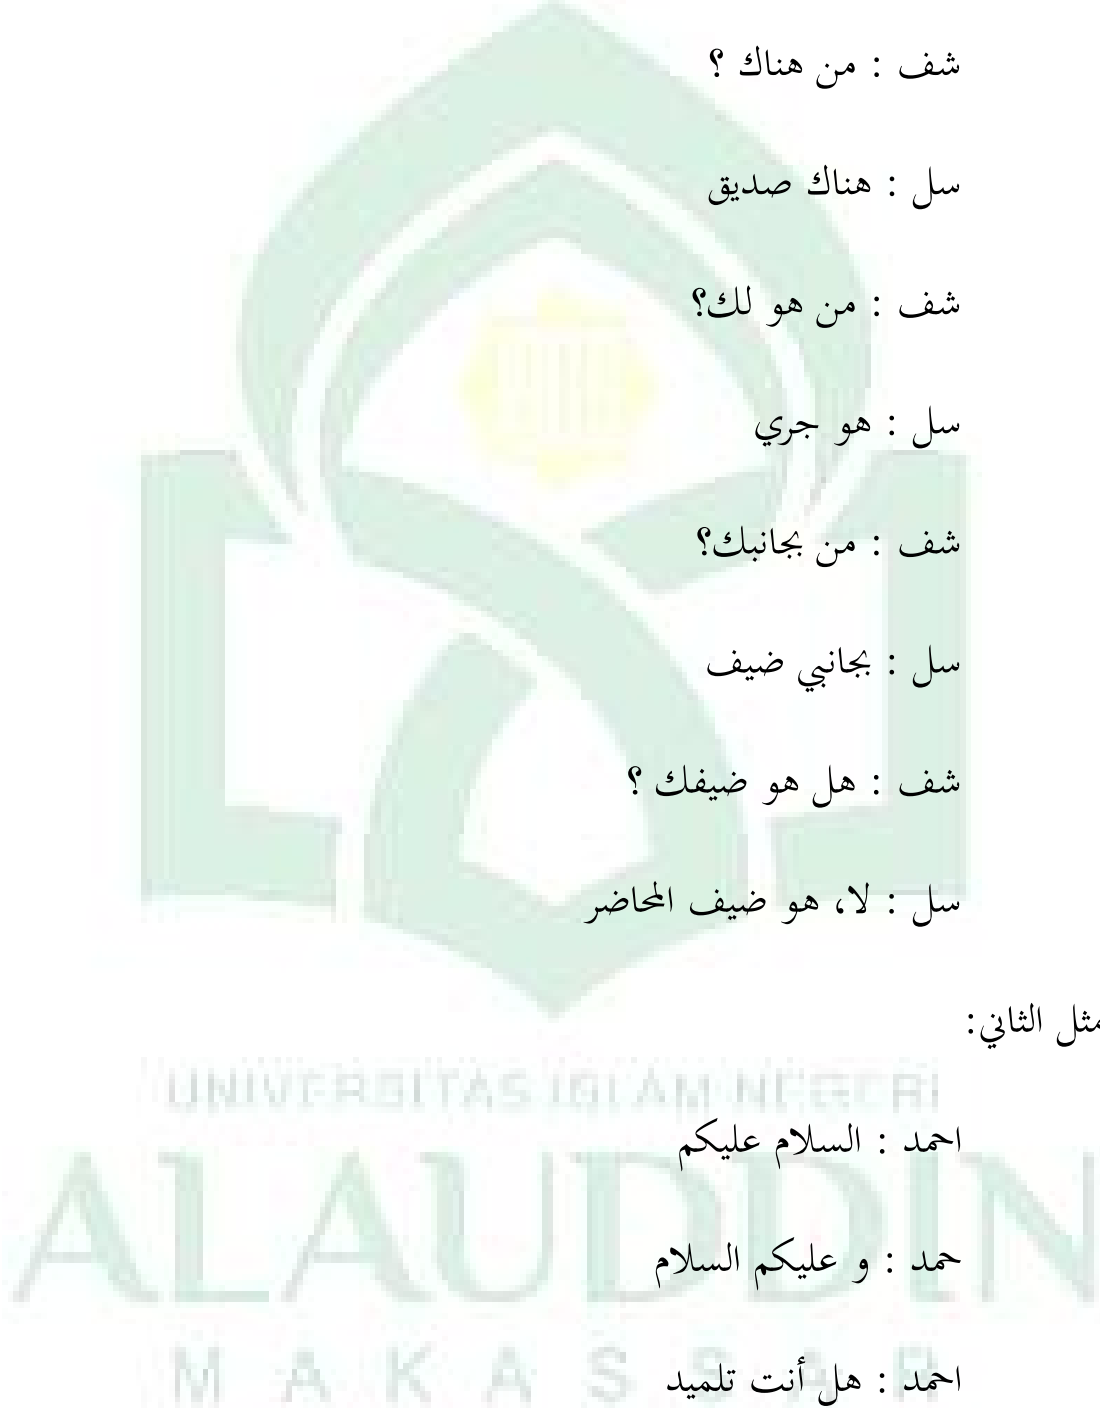 شف : من هناك ؟
سل : هناك صديق
شف : من هو لك؟
سل : هو جري
شف : من بجانبك؟
سل : بجانبي ضيف
شف : هل هو ضيفك ؟
سل : لا، هو ضيف المحاضر
مثل الثاني:
UNIVERSITAS ISLAM NEGERI
احمد : السلام عليكم
ALAUDDIN
حمد : و عليكم السلام
MAKASSAR
احمد : هل أنت تلميد